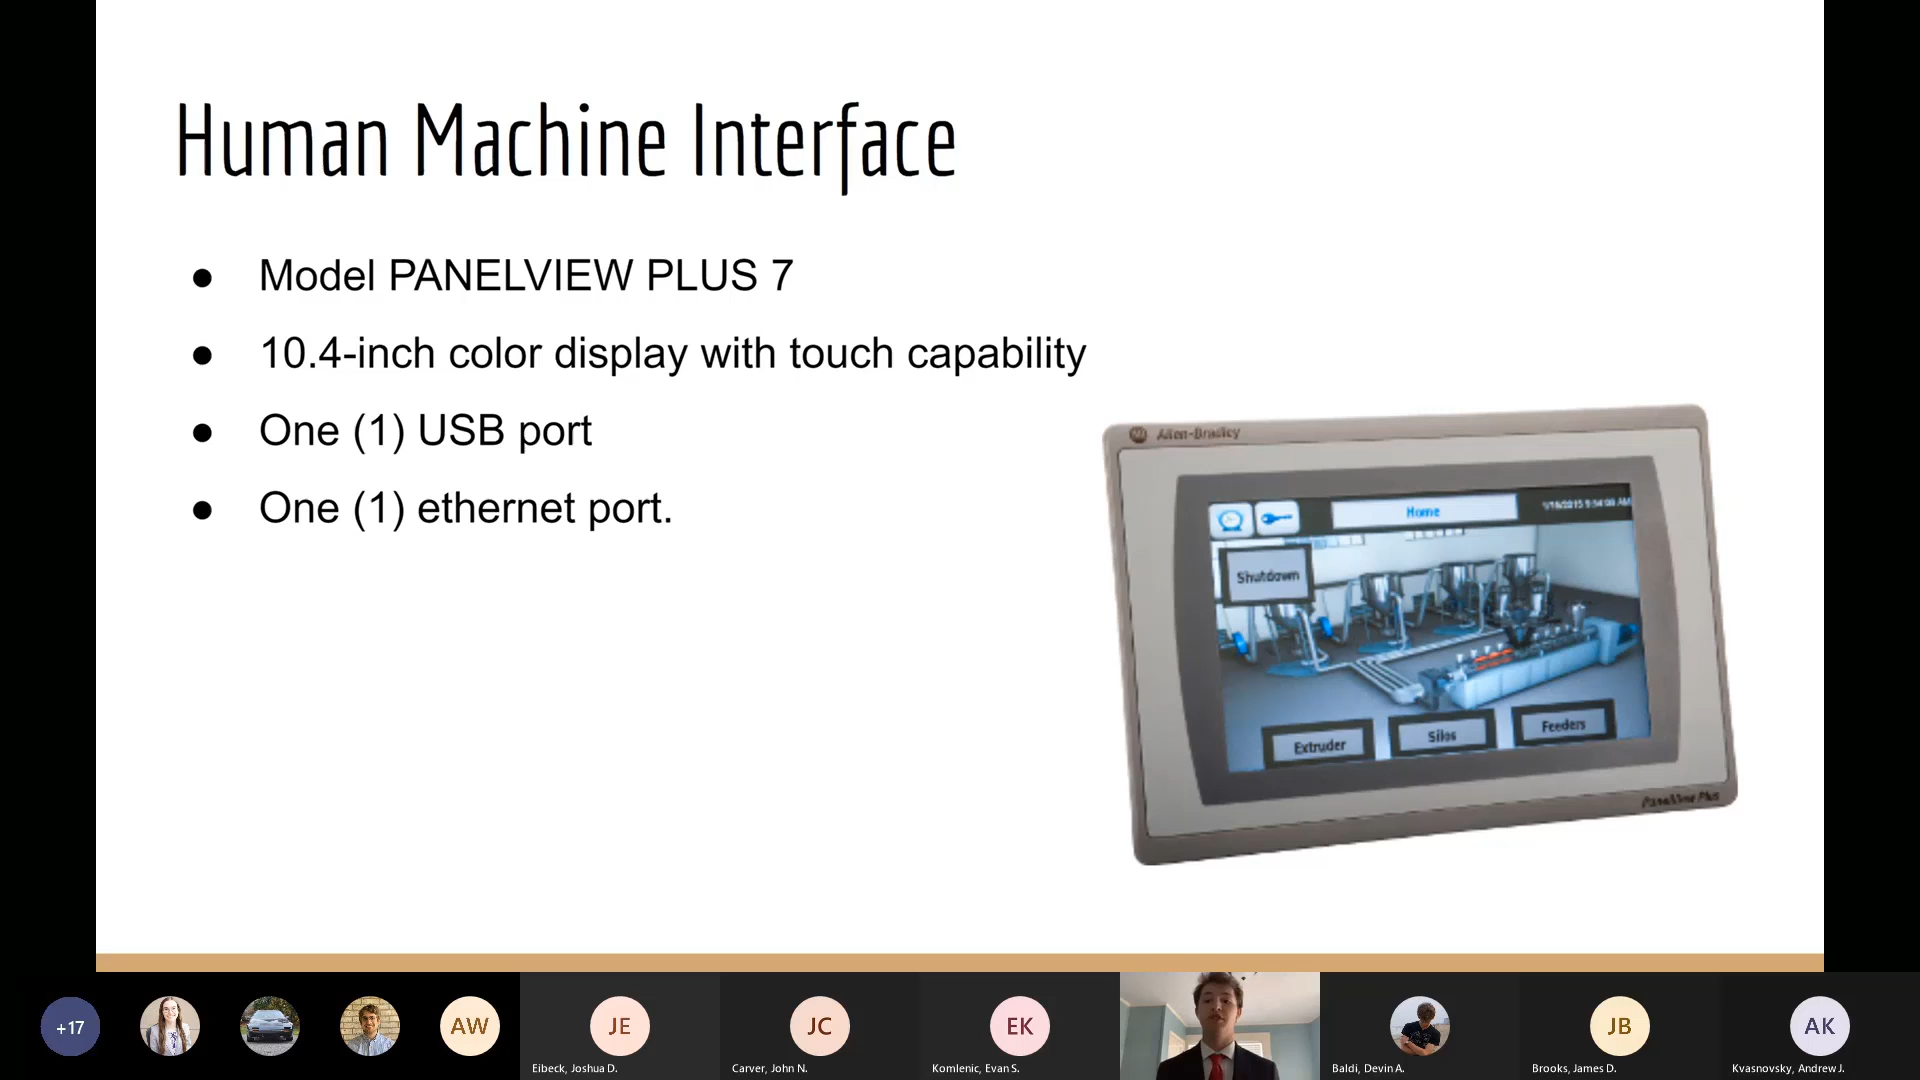 Human Machine Interface
● Model PANELVIEW PLUS 7
● 10.4-inch color display with touch capability
● One (1) USB port
● One (1) ethernet port.
Allen-Bradley
Home
Shutdown
Extruder
Silos
Feeders
PanelView Plus
+17
AW
JE
JC
EK
JB
AK
Eibeck, Joshua D.
Carver, John N.
Komlenic, Evan S.
Baldi, Devin A.
Brooks, James D.
Kvasnovsky, Andrew J.